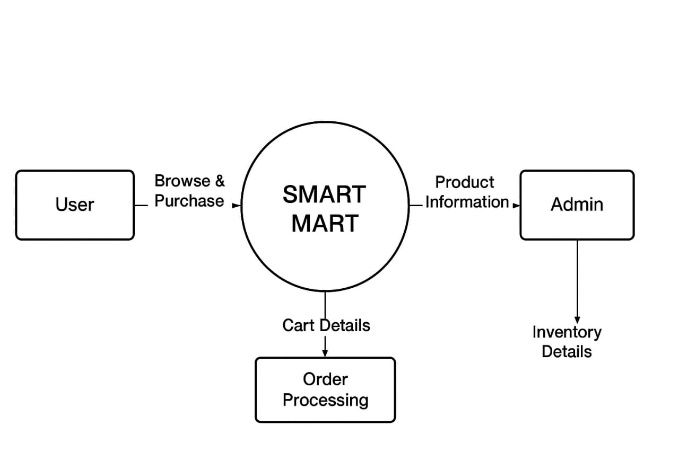 User
Browse &
Purchase
SMART
MART
Product
Information
Admin
Cart Details
Order
Processing
Inventory
Details